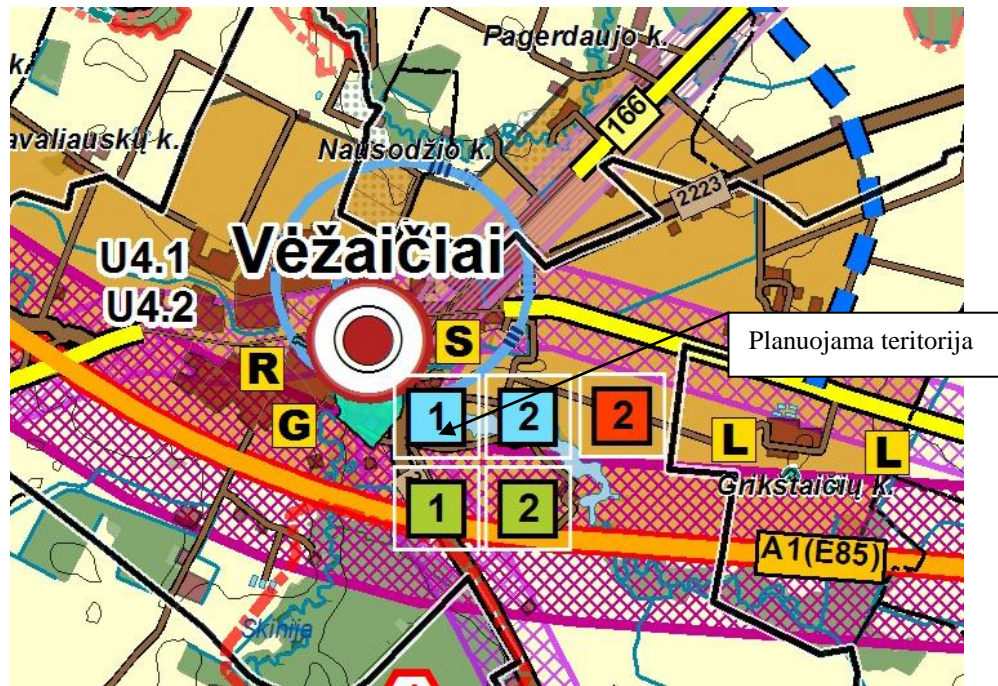 Pagerdaujo k.
k.
166
avaliauskų k.
Nausodžio k.
2223
U4.1
Vėžaičiai
U4.2
Planuojama teritorija
R
S
G
1
2
2
L
L
Grikštaičių k.
1
2
A1(E85)
Skinija